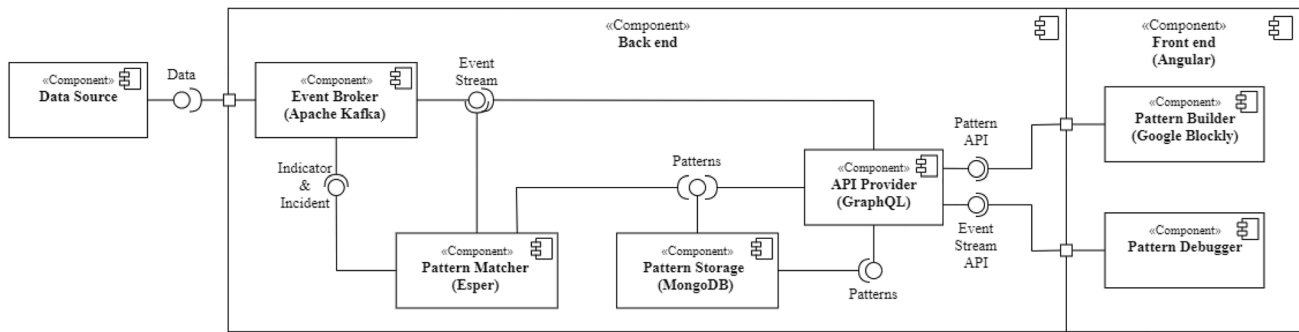 «Component»
Back end
«Component»
Front end
(Angular)
«Component»
Data Source
Data
«Component»
Event Broker
(Apache Kafka)
Event
Stream
«Component»
Pattern Builder
(Google Blockly)
Pattern
API
Indicator
&
Incident
Patterns
«Component»
API Provider
(GraphQL)
Event
Stream
API
«Component»
Pattern Matcher
(Esper)
«Component»
Pattern Storage
(MongoDB)
Patterns
«Component»
Pattern Debugger